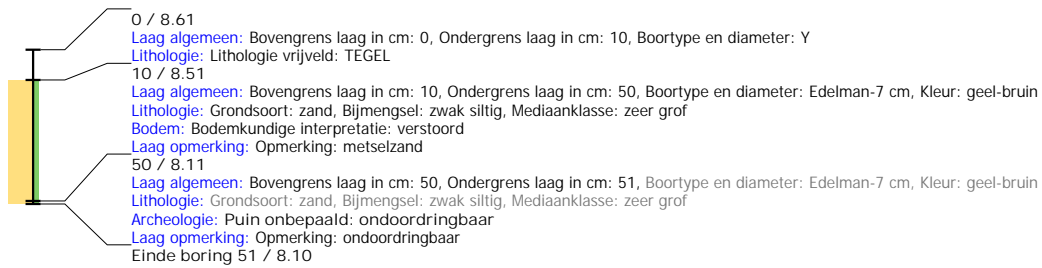 0 / 8.61
Laag algemeen: Bovengrens laag in cm: 0, Ondergrens laag in cm: 10, Boortype en diameter: Y
Lithologie: Lithologie vrijveld: TEGEL
10 / 8.51
Laag algemeen: Bovengrens laag in cm: 10, Ondergrens laag in cm: 50, Boortype en diameter: Edelman-7 cm, Kleur: geel-bruin
Lithologie: Grondsoort: zand, Bijmengsel: zwak siltig, Mediaanklasse: zeer grof
Bodem: Bodemkundige interpretatie: verstoord
Laag opmerking: Opmerking: metselzand
50 / 8.11
Laag algemeen: Bovengrens laag in cm: 50, Ondergrens laag in cm: 51, Boortype en diameter: Edelman-7 cm, Kleur: geel-bruin
Lithologie: Grondsoort: zand, Bijmengsel: zwak siltig, Mediaanklasse: zeer grof
Archeologie: Puin onbepaald: ondoordringbaar
Laag opmerking: Opmerking: ondoordringbaar
Einde boring 51 / 8.10